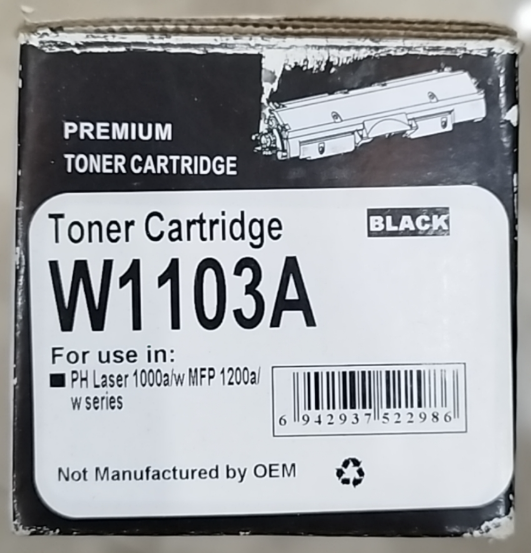 PREMIUM
TONER CARTRIDGE
Toner Cartridge
BLACK
W1103A
For use in:
PH Laser 1000a/w MFP 1200a/
w series
6 942937 522986
Not Manufactured by OEM